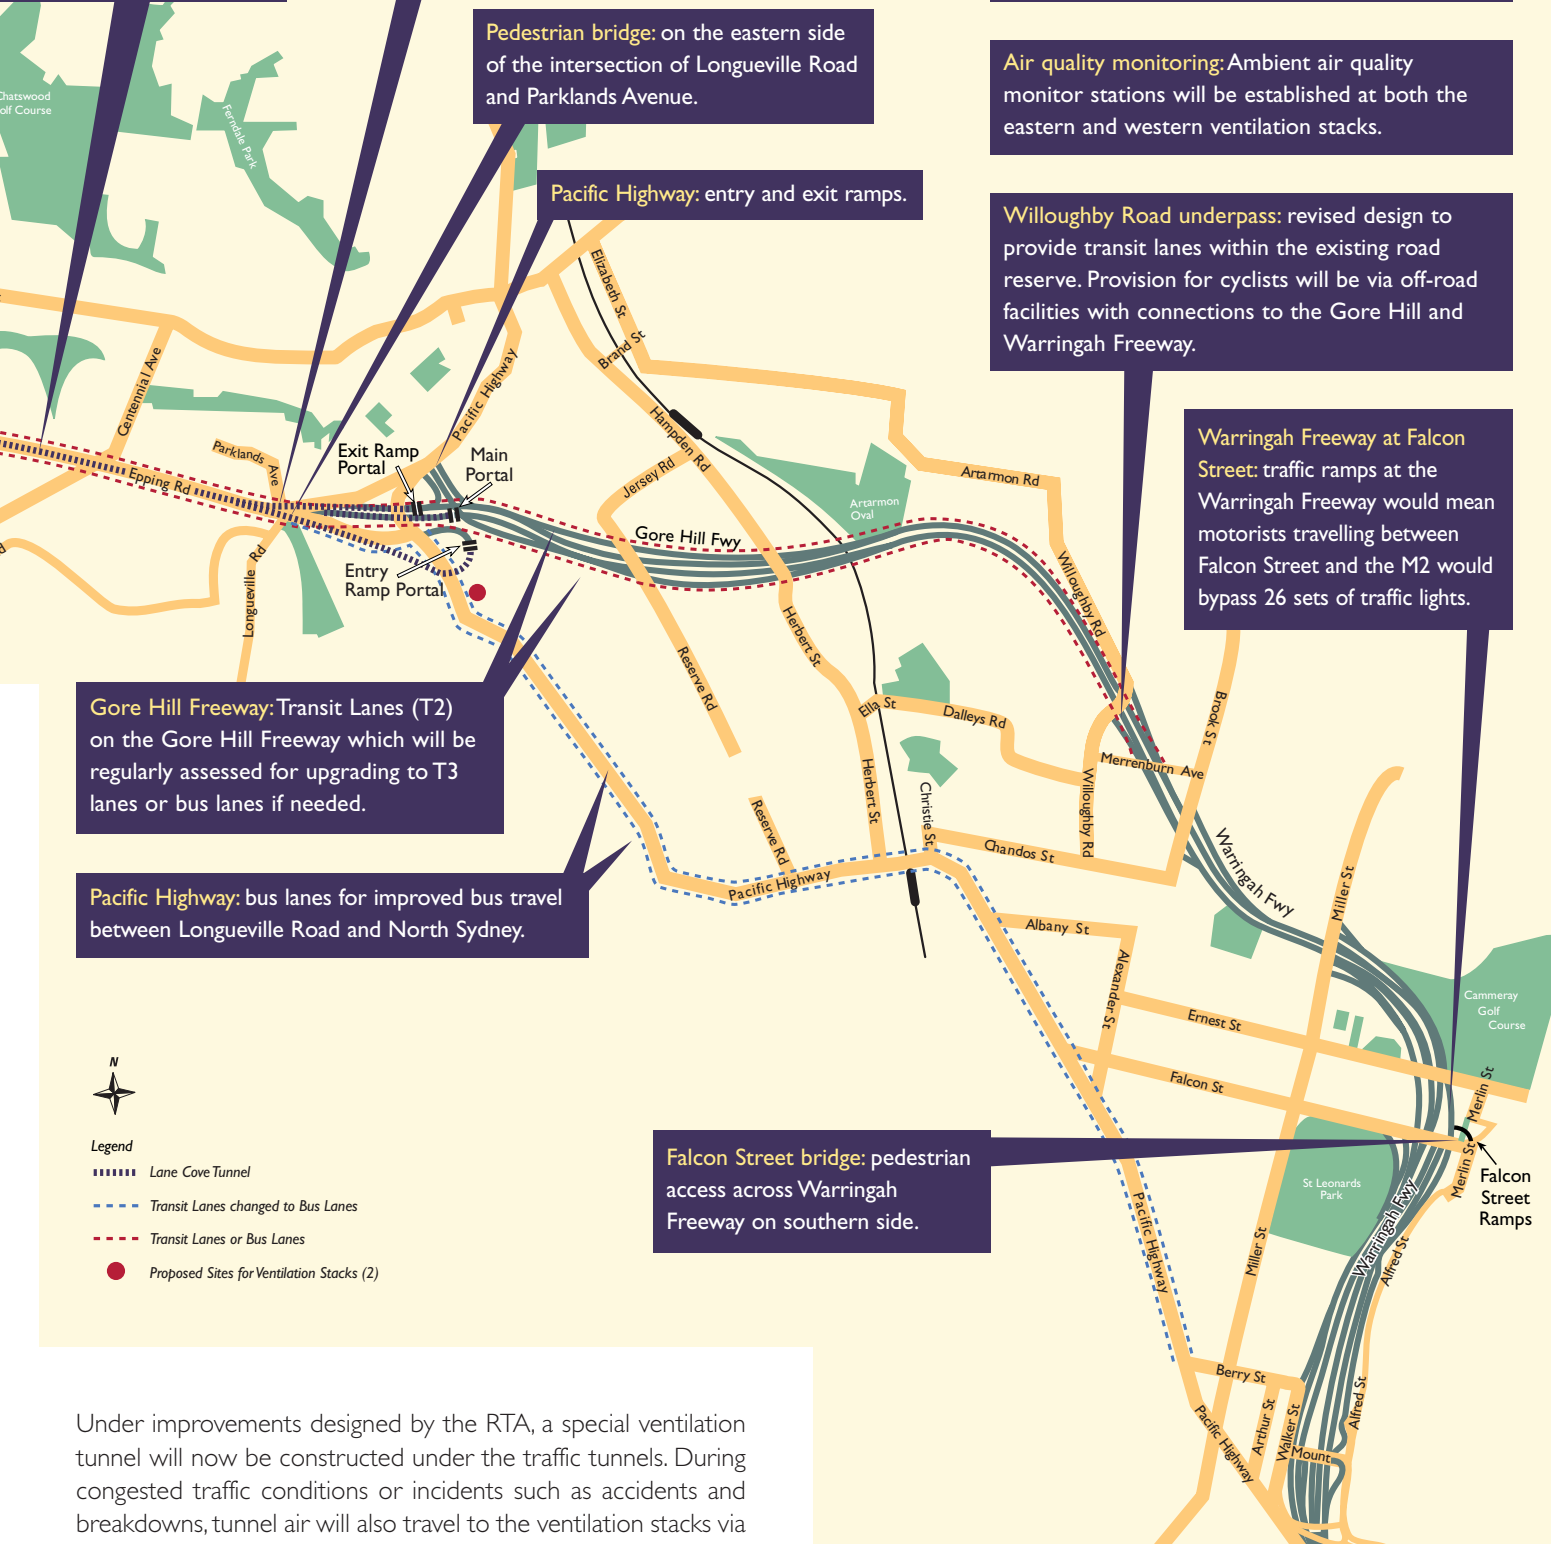 Pedestrian bridge: on the eastern side
of the intersection of Longueville Road
and Parklands Avenue.
Air quality monitoring: Ambient air quality
monitor stations will be established at both the
eastern and western ventilation stacks.
Pacific Highway: entry and exit ramps.
Willoughby Road underpass: revised design to
provide transit lanes within the existing road
reserve. Provision for cyclists will be via off-road
facilities with connections to the Gore Hill and
Warringah Freeway.
Warringah Freeway at Falcon
Street: traffic ramps at the
Warringah Freeway would mean
motorists travelling between
Falcon Street and the M2 would
bypass 26 sets of traffic lights.
Chatswood
Golf Course
Ferndale Park
Elizabeth St
Brand St
Centennial Ave
Pacific Highway
Hampden Rd
Parklands Ave
Exit Ramp
Portal
Main
Portal
Jersey Rd
Artarmon Rd
Epping Rd
Artarmon
Oval
Gore Hill Fwy
Longueville Rd
Entry
Ramp Portal
Willoughby Rd
Herbert St
Reserve Rd
Ella St
Dalleys Rd
Brook St
Merrenburn Ave
Herbert St
Christie St
Willoughby Rd
Reserve Rd
Chandos St
Pacific Highway
Warringah Fwy
Miller St
Albany St
Alexander St
Ernest St
Falcon St
Cammeray
Golf
Course
Merlin St
Merlin St
Falcon
Street
Ramps
St Leonards
Park
Warringah Fwy
Alfred St
Miller St
Pacific Highway
Berry St
Arthur St
Walker St
Mount
Alfred St
Pacific Highway
Gore Hill Freeway: Transit Lanes (T2)
on the Gore Hill Freeway which will be
regularly assessed for upgrading to T3
lanes or bus lanes if needed.
Pacific Highway: bus lanes for improved bus travel
between Longueville Road and North Sydney.
Falcon Street bridge: pedestrian
access across Warringah
Freeway on southern side.
N
Legend
Lane Cove Tunnel
Transit Lanes changed to Bus Lanes
Transit Lanes or Bus Lanes
Proposed Sites for Ventilation Stacks (2)
Under improvements designed by the RTA, a special ventilation
tunnel will now be constructed under the traffic tunnels. During
congested traffic conditions or incidents such as accidents and
breakdowns, tunnel air will also travel to the ventilation stacks via